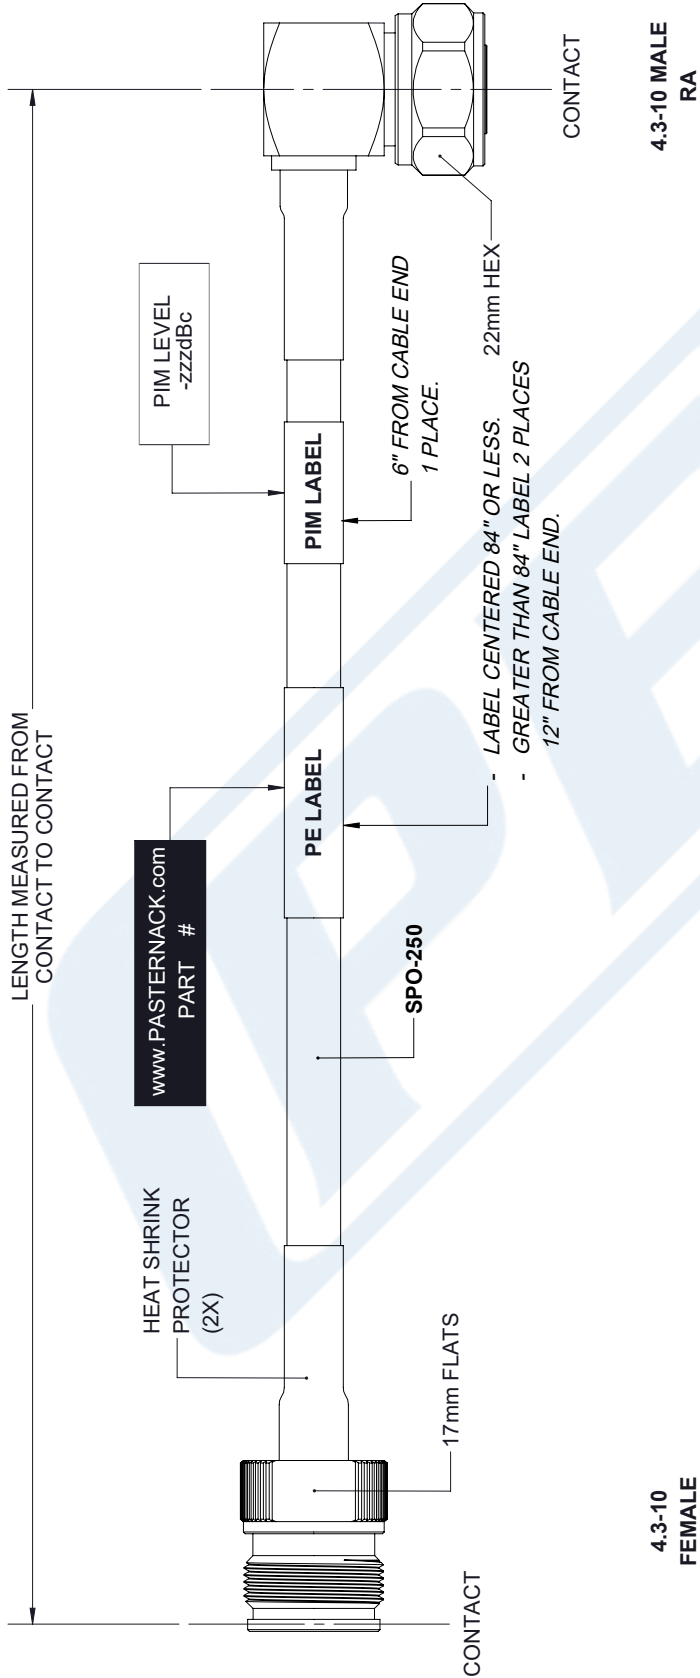 LENGTH MEASURED FROM
CONTACT TO CONTACT
HEAT SHRINK
PROTECTOR
(2X)
www.PASTERNACK.com
PART #
PIM LEVEL
-zzzdBc
PE LABEL
PIM LABEL
17mm FLATS
SPO-250
6" FROM CABLE END
1 PLACE.
- LABEL CENTERED 84" OR LESS.
- GREATER THAN 84" LABEL 2 PLACES
12" FROM CABLE END.
22mm HEX
CONTACT
CONTACT
4.3-10
FEMALE
4.3-10 MALE
RA